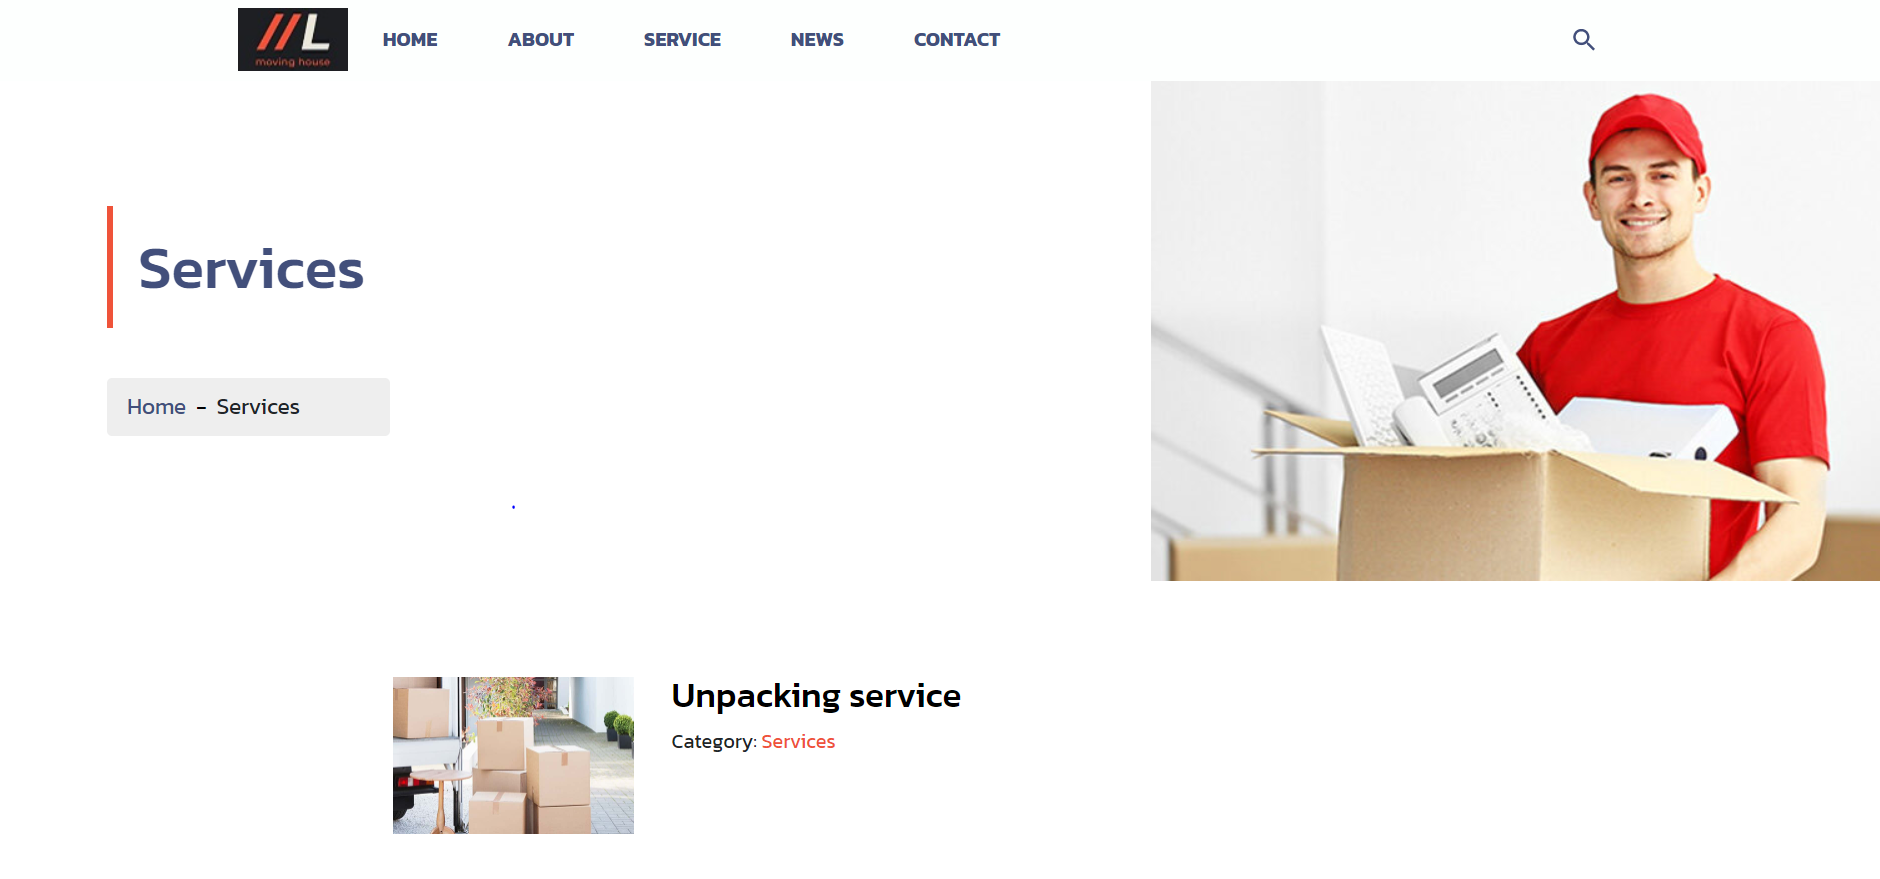 L
moving house
HOME ABOUT SERVICE NEWS CONTACT
Services
Home - Services
Unpacking service
Category: Services